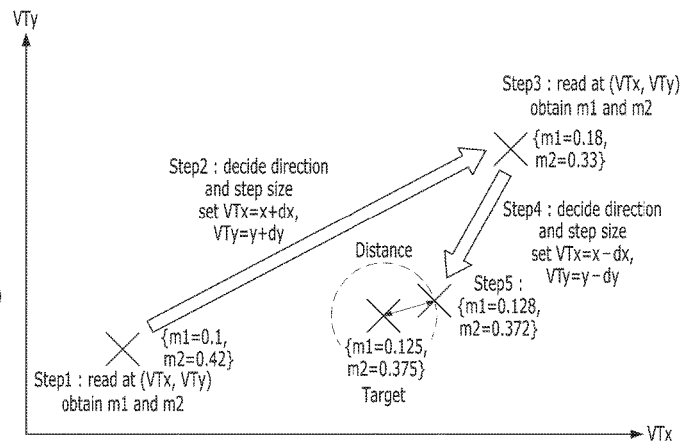 VTy
Step3 : read at (VTx, VTy)
obtain m1 and m2
{m1=0.18,
m2=0.33}
Step2 : decide direction
and step size
set VTx=x+dx,
VTy=y+dy
Step4 : decide direction
and step size
set VTx=x−dx,
VTy=y−dy
Distance
Step5 :
{m1=0.128,
m2=0.372}
{m1=0.1,
m2=0.42}
{m1=0.125,
m2=0.375}
Target
Step1 : read at (VTx, VTy)
obtain m1 and m2
VTx